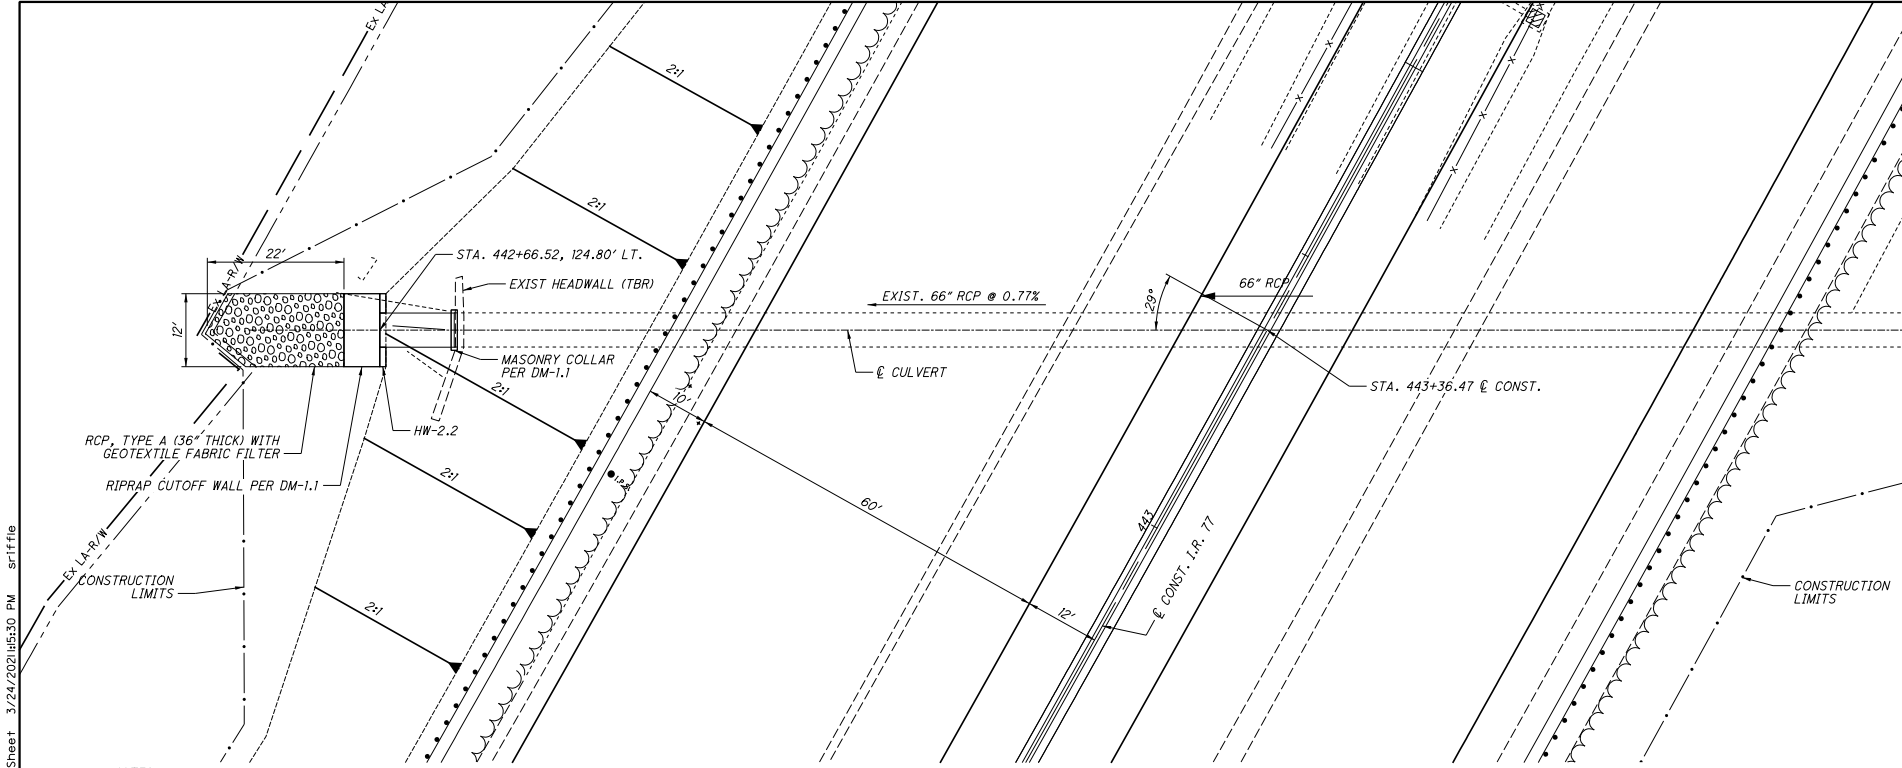 Ex LA
2:1
2:1
22'
STA. 442+66.52, 124.80' LT.
EXIST HEADWALL (TBR)
Ex LA-R/W
12'
EXIST. 66" RCP @ 0.77%
29°
66" RCP
MASONRY COLLAR
PER DM-1.1
2:1
℄ CULVERT
STA. 443+36.47 ℄ CONST.
10'
HW-2.2
RCP, TYPE A (36" THICK) WITH
GEOTEXTILE FABRIC FILTER
RIPRAP CUTOFF WALL PER DM-1.1
2:1
60'
443
℄ CONST. I.R. 77
Ex LA-R/W
CONSTRUCTION
LIMITS
2:1
12'
CONSTRUCTION
LIMITS
X
X
X
X
X
Sheet 3/24/2021 1:15:30 PM sriffle